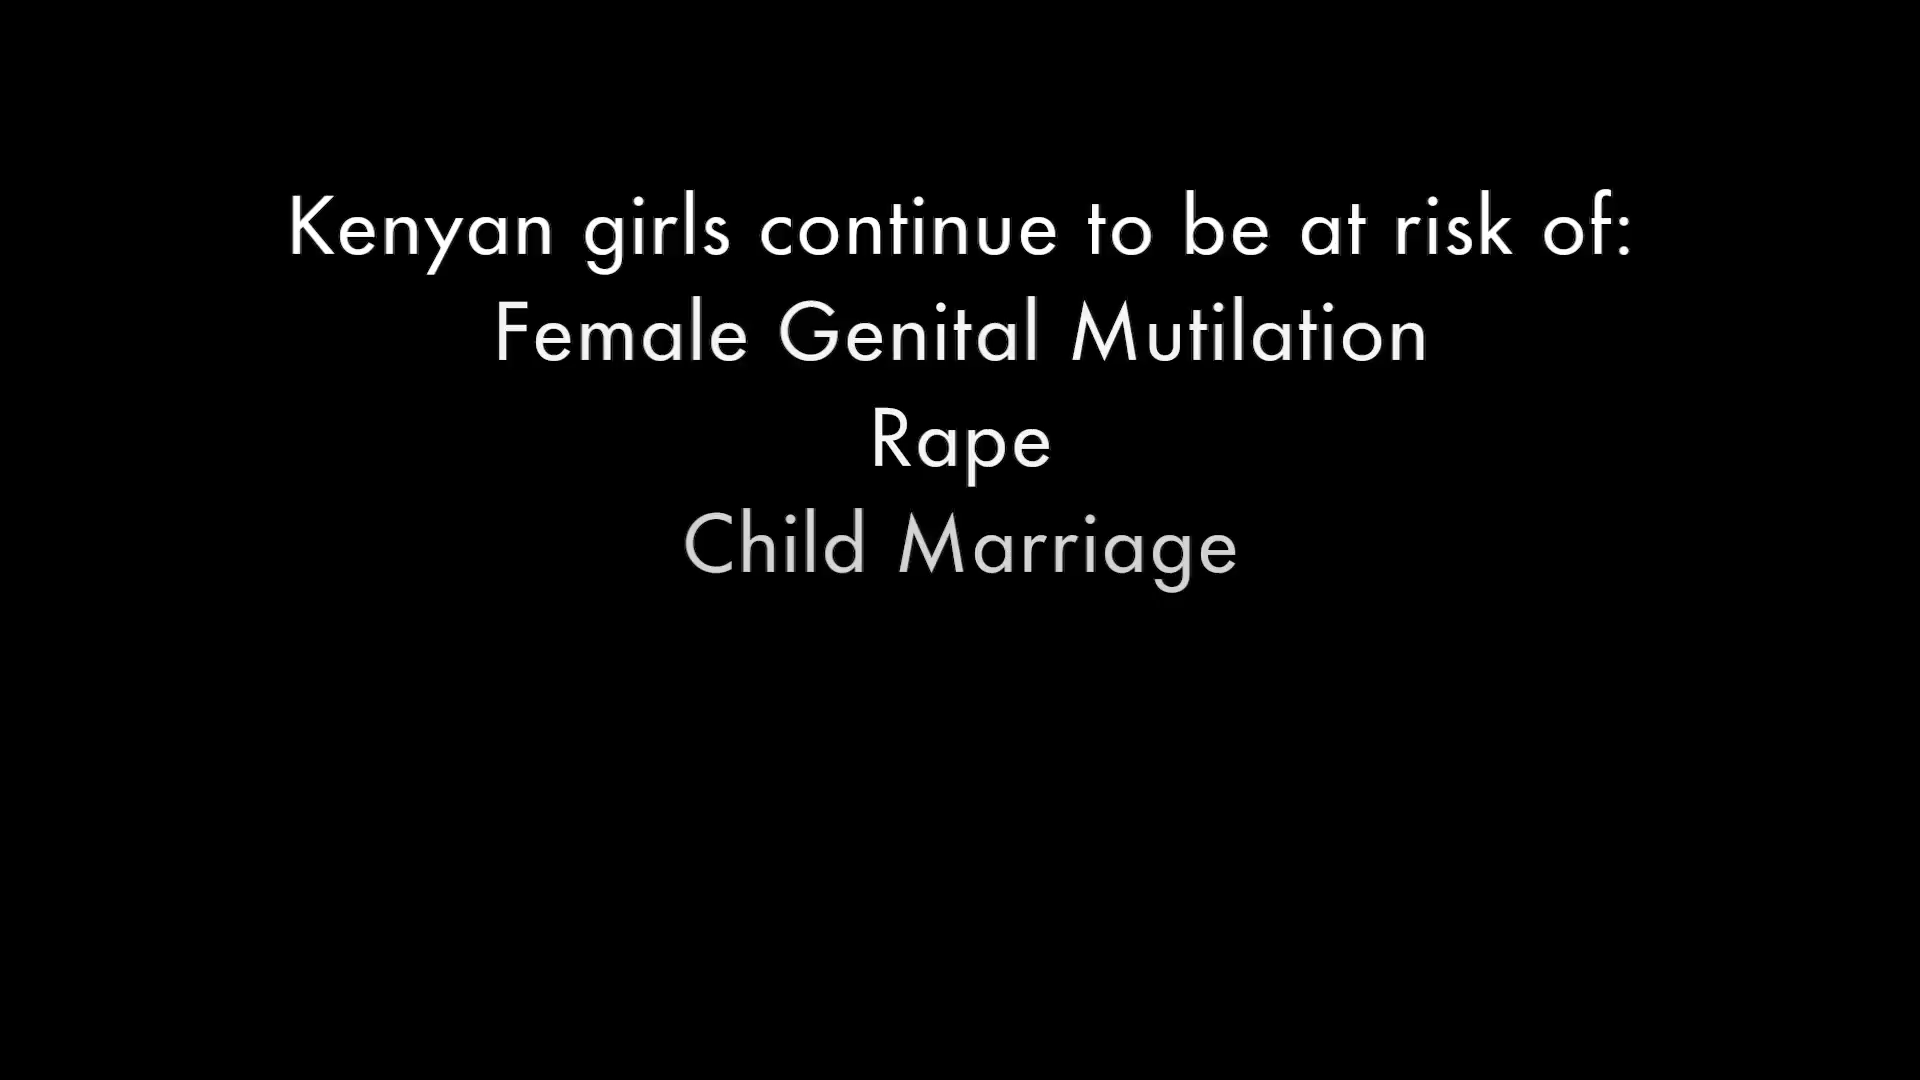 Kenyan girls continue to be at risk of:
Female Genital Mutilation
Rape
Child Marriage